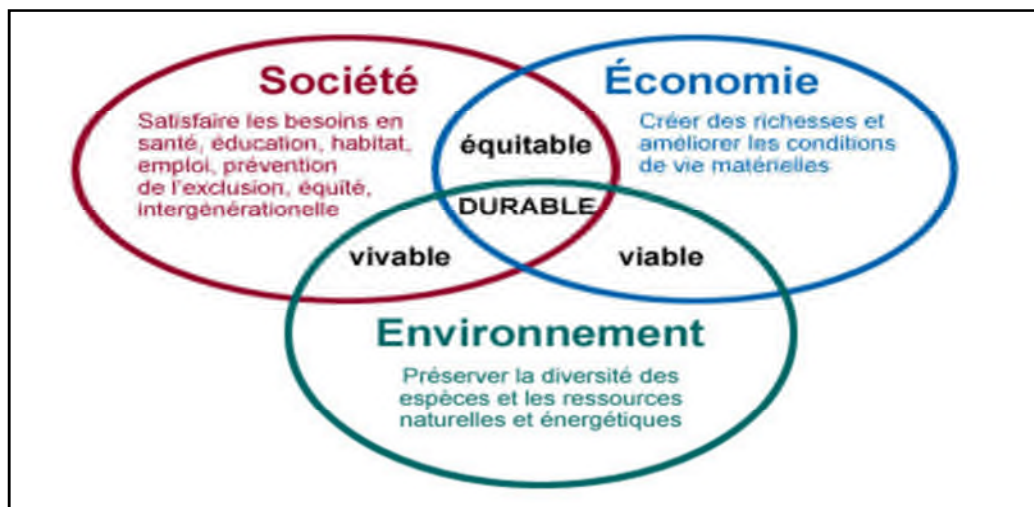 Société
Satisfaire les besoins en
santé, éducation, habitat,
emploi, prévention
de l'exclusion, équité,
intergènérationelle
Économie
Créer des richesses et
améliorer les conditions
de vie matérielles
équitable
DURABLE
vivable
viable
Environnement
Préserver la diversité des
espèces et les ressources
naturelles et énergétiques